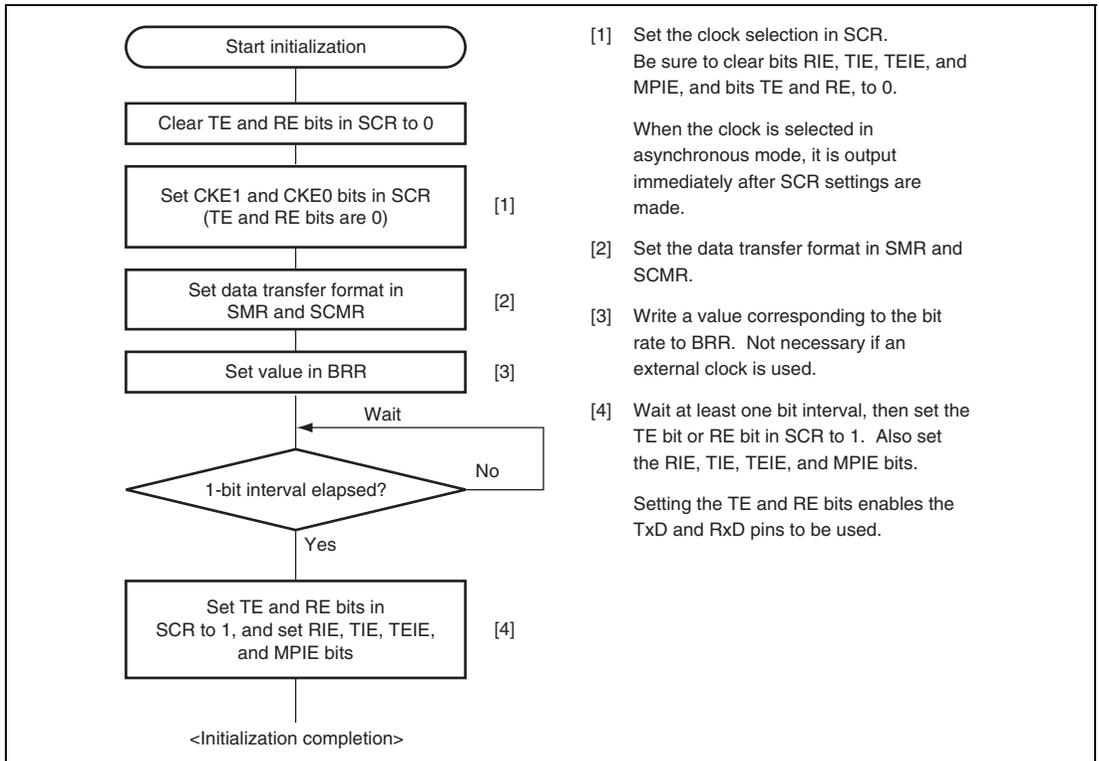 Start initialization
Clear TE and RE bits in SCR to 0
Set CKE1 and CKE0 bits in SCR
(TE and RE bits are 0)
[1]
Set data transfer format in
SMR and SCMR
[2]
Set value in BRR
[3]
Wait
No
1-bit interval elapsed?
Yes
Set TE and RE bits in
SCR to 1, and set RIE, TIE, TEIE,
and MPIE bits
[4]
<Initialization completion>
[1] Set the clock selection in SCR.
Be sure to clear bits RIE, TIE, TEIE, and
MPIE, and bits TE and RE, to 0.
When the clock is selected in
asynchronous mode, it is output
immediately after SCR settings are
made.
[2] Set the data transfer format in SMR and
SCMR.
[3] Write a value corresponding to the bit
rate to BRR. Not necessary if an
external clock is used.
[4] Wait at least one bit interval, then set the
TE bit or RE bit in SCR to 1. Also set
the RIE, TIE, TEIE, and MPIE bits.
Setting the TE and RE bits enables the
TxD and RxD pins to be used.